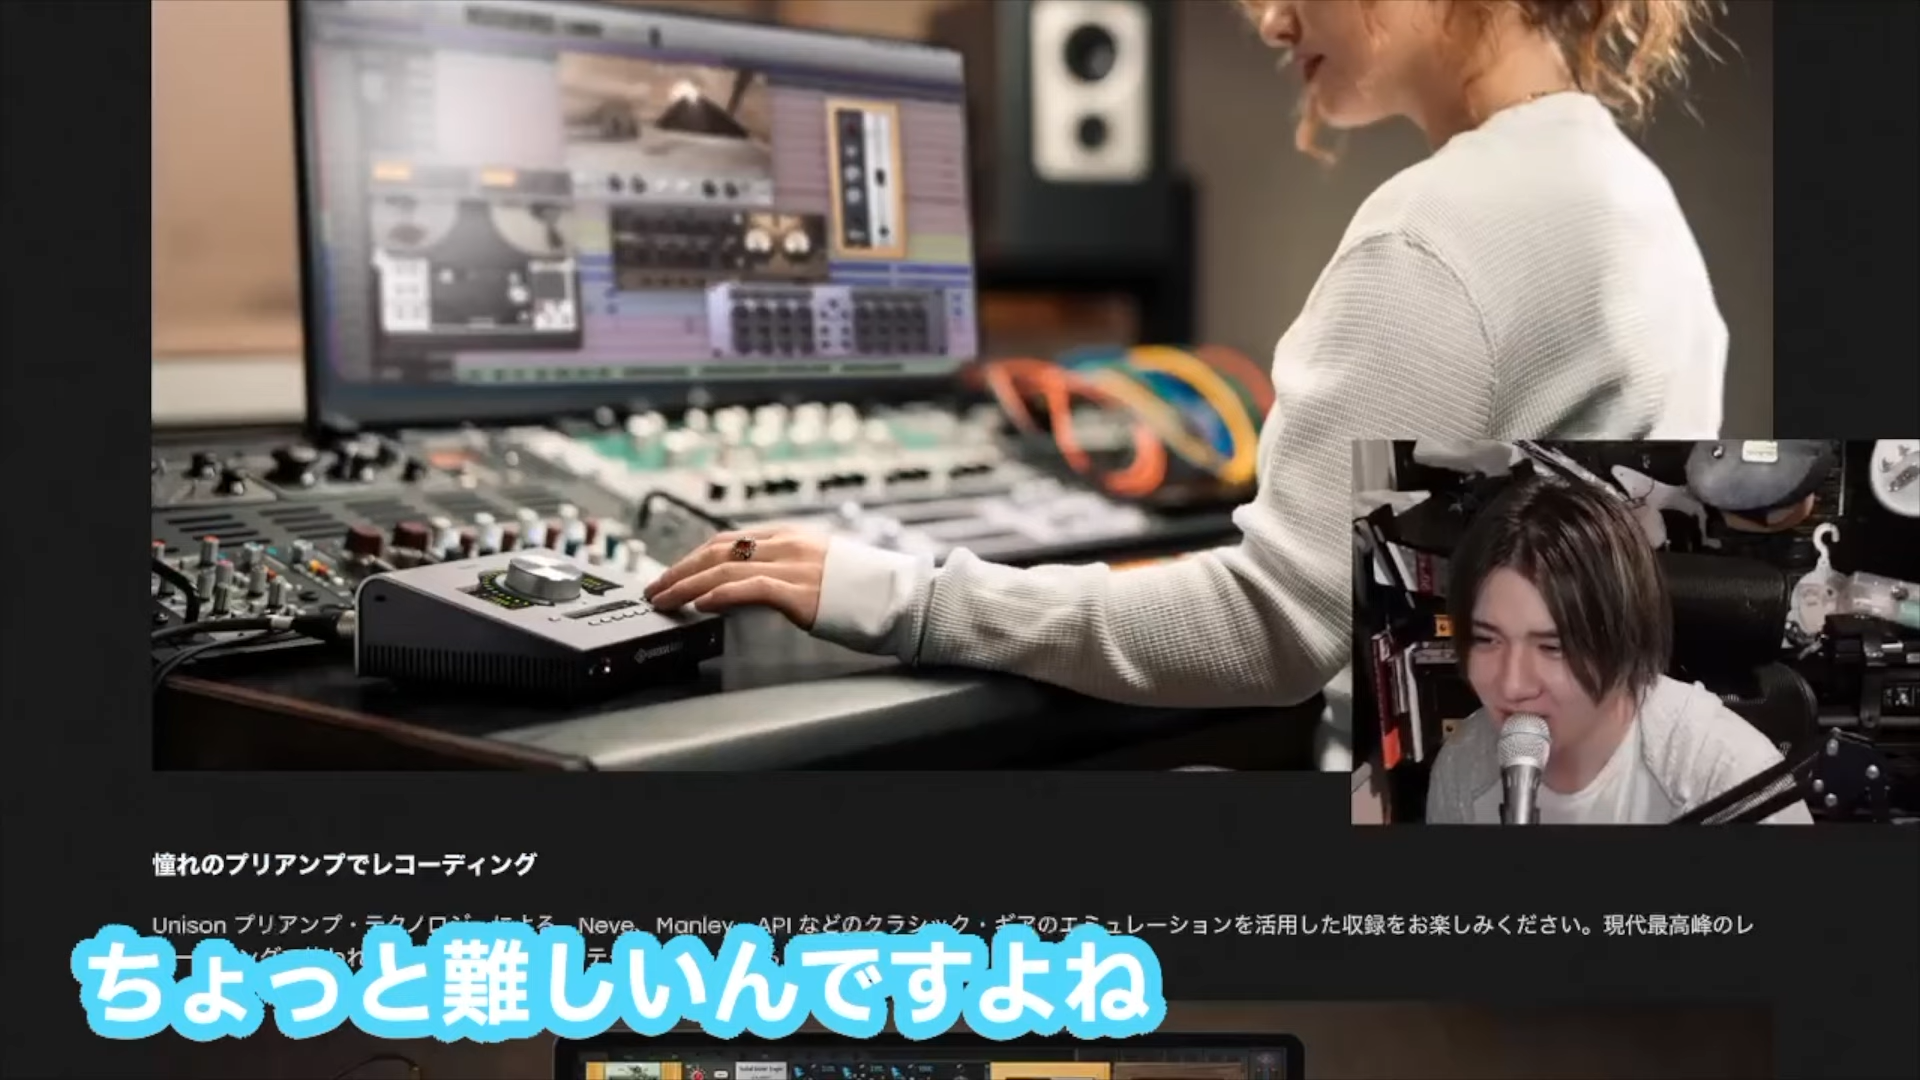 憧れのプリアンプでレコーディング
Unison プリアンプ・テクノロジーによる、Neve、Manley、API などのクラシック・ギアのエミュレーションを活用した収録をお楽しみください。現代最高峰のレ
ちょっと難しいんですよね